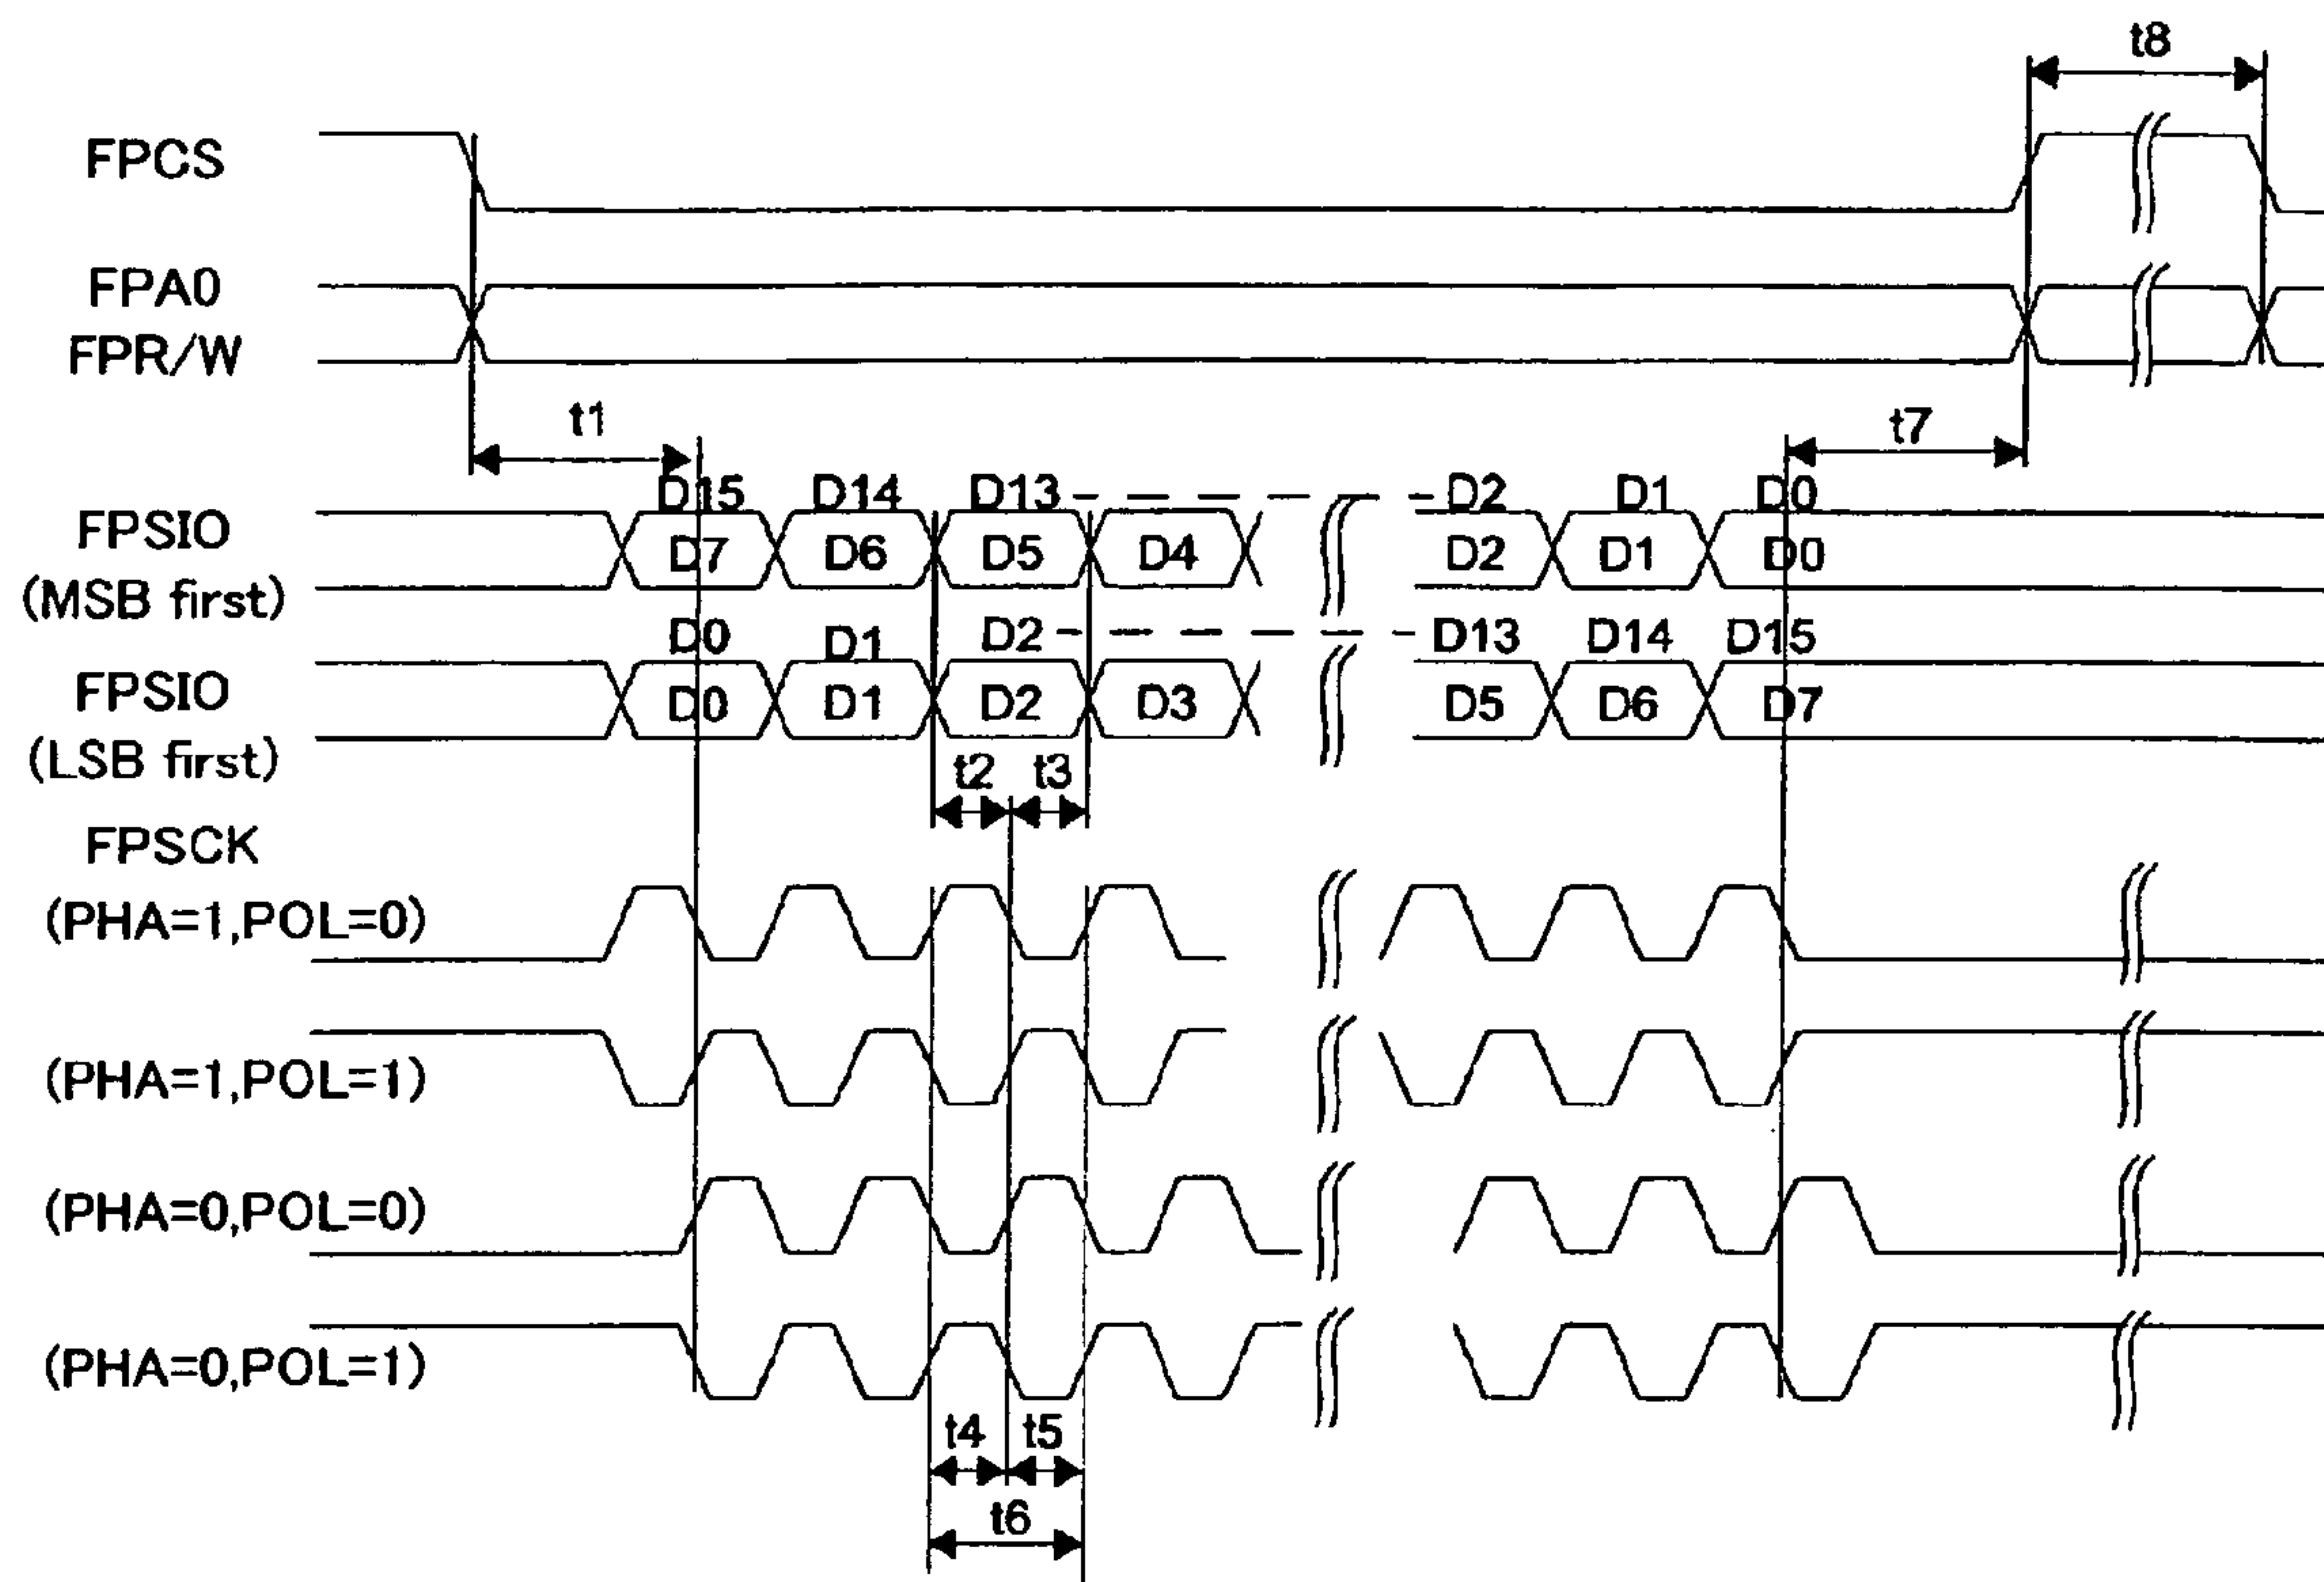 t8
FPCS
FPA0
FPR/W
t1 t7
D15 D14 D13 D2 D1 D0
FPSIO D7 D6 D5 D4 D2 D1 D0
(MSB first)
D0 D1 D2 D13 D14 D15
FPSIO D0 D1 D2 D3 D5 D6 D7
(LSB first)
t2 t3
FPSCK
(PHA=1,POL=0)
(PHA=1,POL=1)
(PHA=0,POL=0)
(PHA=0,POL=1)
t4 t5
t6